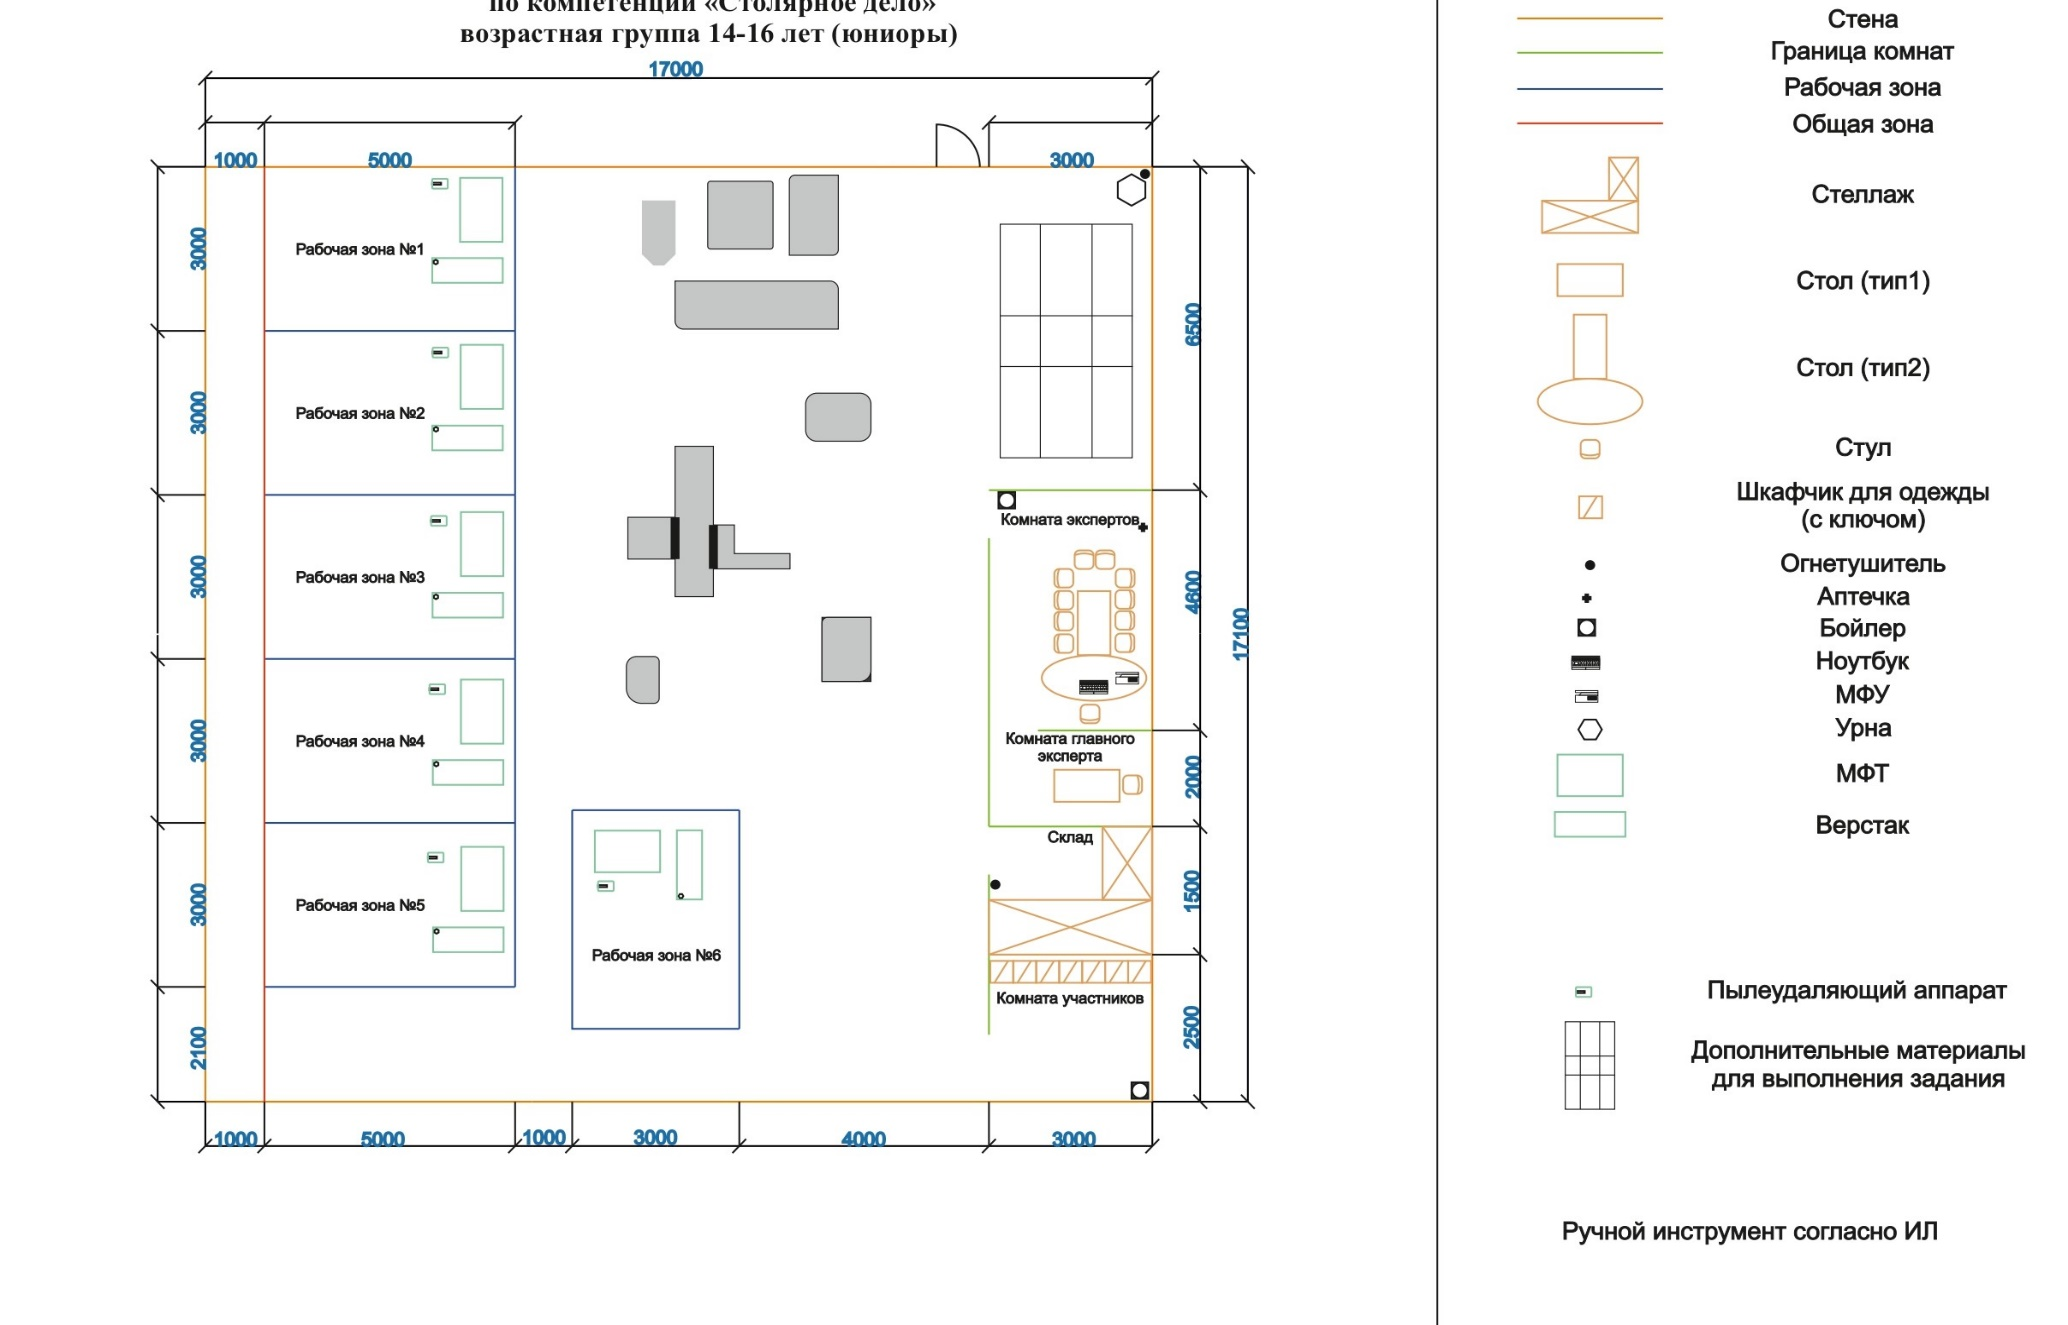 по компетенции «Столярное дело»
возрастная группа 14-16 лет (юниоры)
17000
1000
5000
3000
Рабочая зона №1
3000
6500
Рабочая зона №2
3000
Комната экспертов
Рабочая зона №3
3000
4600
17100
Рабочая зона №4
3000
Комната главного
эксперта
2000
Склад
Рабочая зона №5
3000
1500
Рабочая зона №6
Комната участников
2100
2500
1000
5000
1000
3000
4000
3000
Стена
Граница комнат
Рабочая зона
Общая зона
Стеллаж
Стол (тип1)
Стол (тип2)
Стул
Шкафчик для одежды
(с ключом)
Огнетушитель
Аптечка
Бойлер
Ноутбук
МФУ
Урна
МФТ
Верстак
Пылеудаляющий аппарат
Дополнительные материалы
для выполнения задания
Ручной инструмент согласно ИЛ